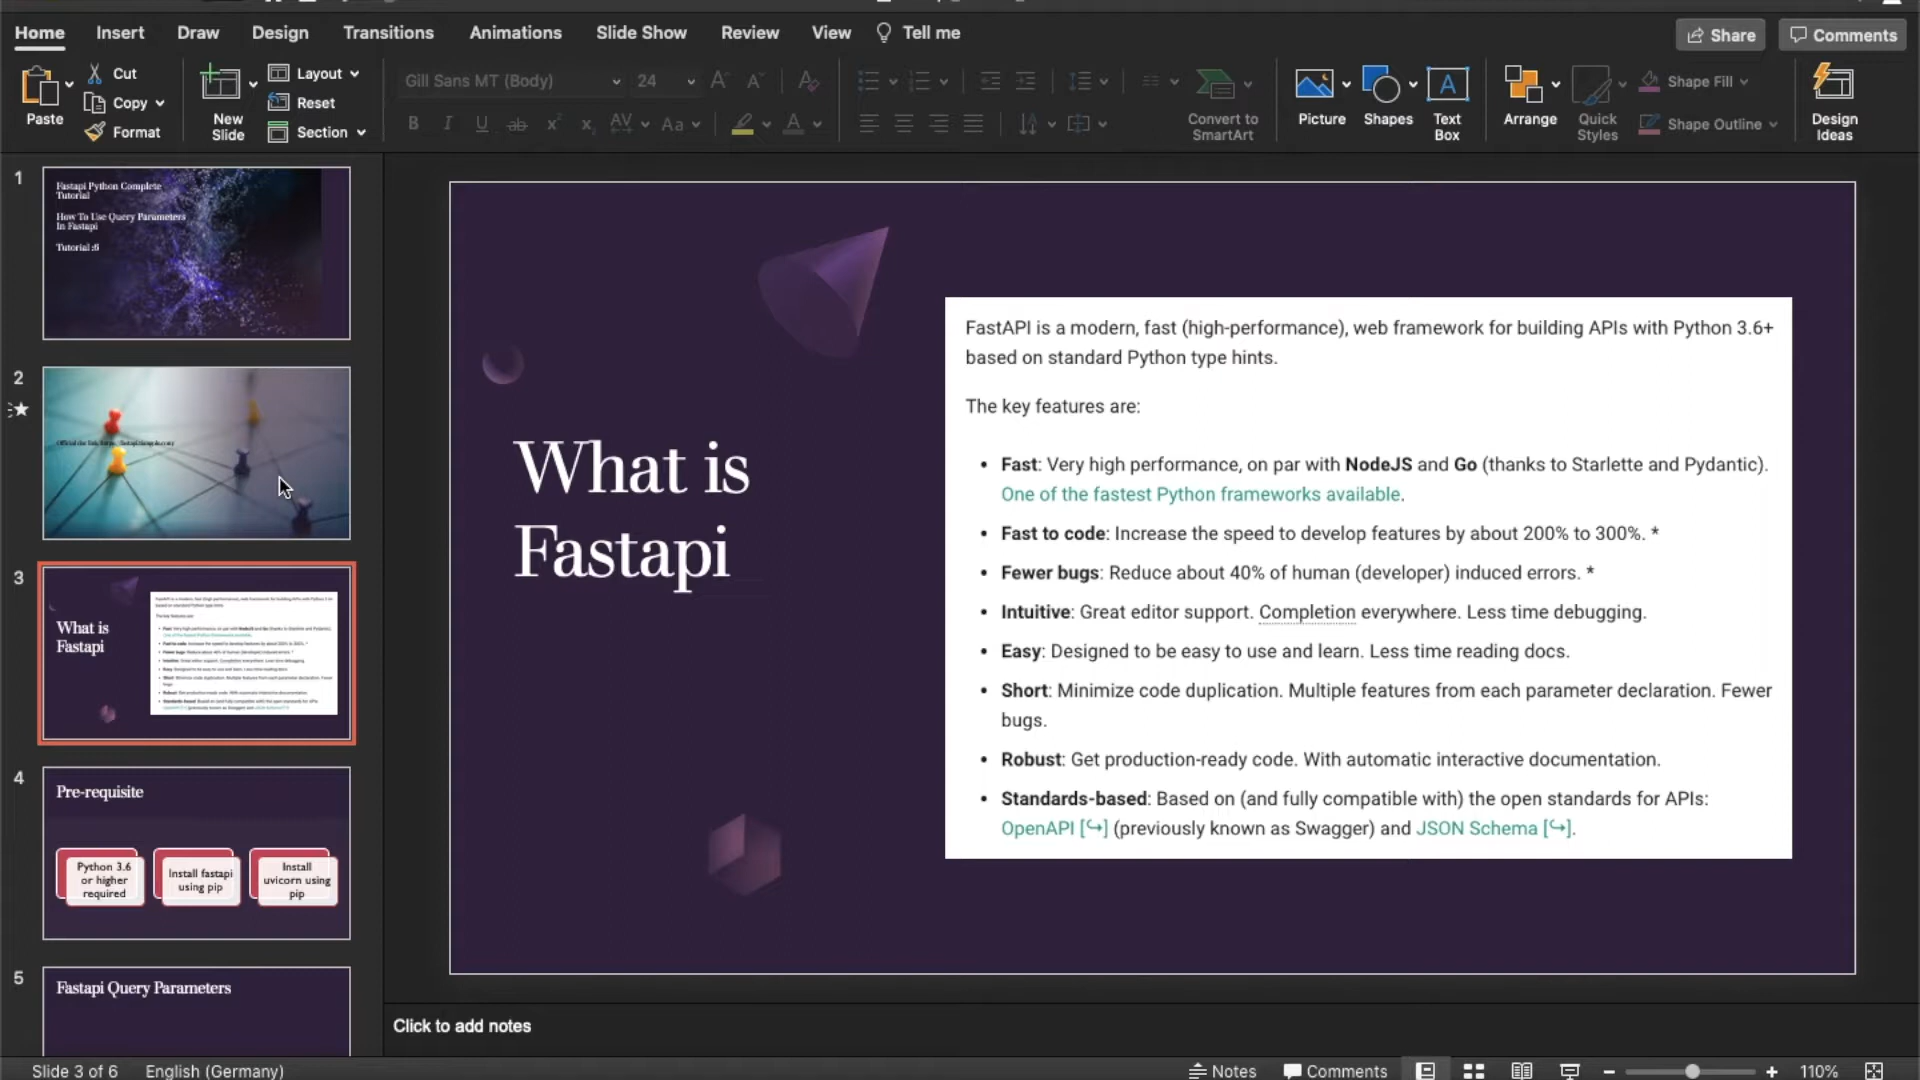 Home Insert Draw Design Transitions Animations Slide Show Review View Tell me Share Comments
Paste
Cut
Copy
Format
New
Slide
Layout
Reset
Section
Gill Sans MT (Body) 24
Convert to
SmartArt
Picture
Shapes
Text
Box
Arrange
Quick
Styles
Shape Fill
Shape Outline
Design
Ideas
1
Fastapi Python Complete
Tutorial
How To Use Query Parameters
In Fastapi
Tutorial :6
2
3
What is
Fastapi
4
Pre-requisite
Python 3.6
or higher
required
Install fastapi
using pip
Install
uvicorn using
pip
5
Fastapi Query Parameters
What is
Fastapi
FastAPI is a modern, fast (high-performance), web framework for building APIs with Python 3.6+
based on standard Python type hints.
The key features are:
• Fast: Very high performance, on par with NodeJS and Go (thanks to Starlette and Pydantic).
One of the fastest Python frameworks available.
• Fast to code: Increase the speed to develop features by about 200% to 300%. *
• Fewer bugs: Reduce about 40% of human (developer) induced errors. *
• Intuitive: Great editor support. Completion everywhere. Less time debugging.
• Easy: Designed to be easy to use and learn. Less time reading docs.
• Short: Minimize code duplication. Multiple features from each parameter declaration. Fewer
bugs.
• Robust: Get production-ready code. With automatic interactive documentation.
• Standards-based: Based on (and fully compatible with) the open standards for APIs:
OpenAPI [↪] (previously known as Swagger) and JSON Schema [↪].
Click to add notes
Slide 3 of 6 English (Germany) Notes Comments 110%